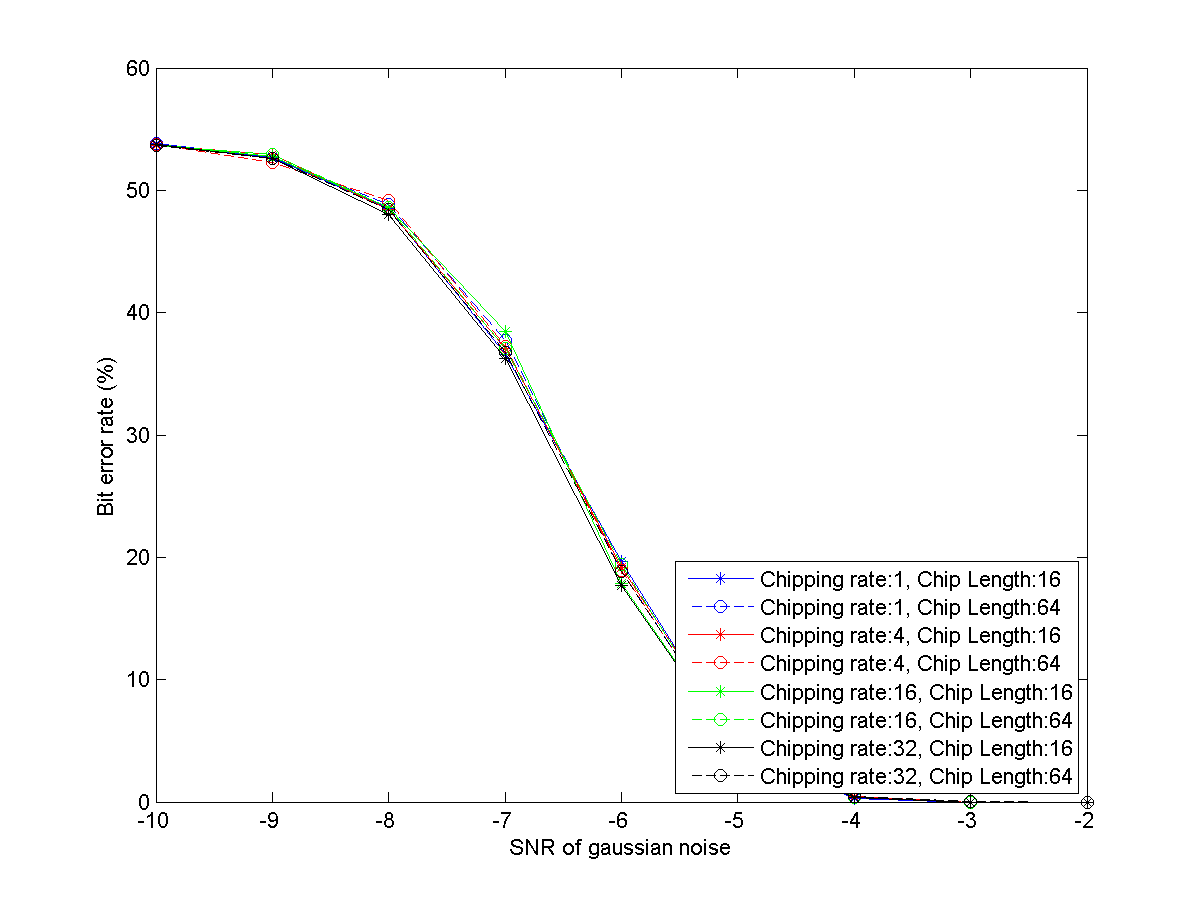 60
50
40
30
20
10
0
Bit error rate (%)
Chipping rate:1, Chip Length:16
Chipping rate:1, Chip Length:64
Chipping rate:4, Chip Length:16
Chipping rate:4, Chip Length:64
Chipping rate:16, Chip Length:16
Chipping rate:16, Chip Length:64
Chipping rate:32, Chip Length:16
Chipping rate:32, Chip Length:64
-10 -9 -8 -7 -6 -5 -4 -3 -2
SNR of gaussian noise